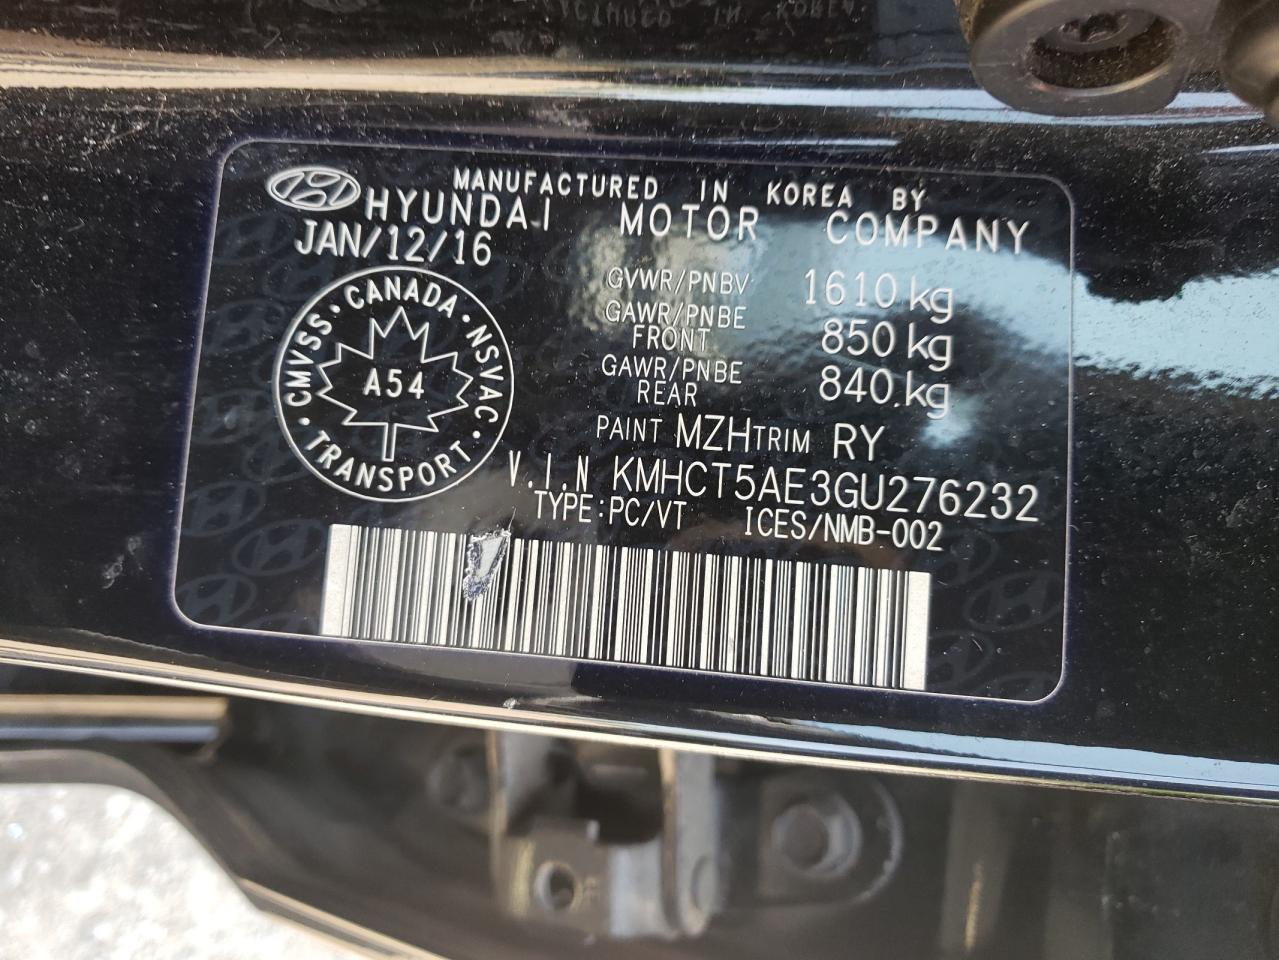 MANUFACTURED IN KOREA BY
HYUNDAI MOTOR COMPANY
JAN/12/16
GVWR/PNBV 1610 kg
GAWR/PNBE FRONT 850 kg
GAWR/PNBE REAR 840 kg
CMVSS · CANADA · NSVAC · TRANSPORT ·
A54
PAINT MZH TRIM RY
V.I.N KMHCT5AE3GU276232
TYPE:PC/VT ICES/NMB-002